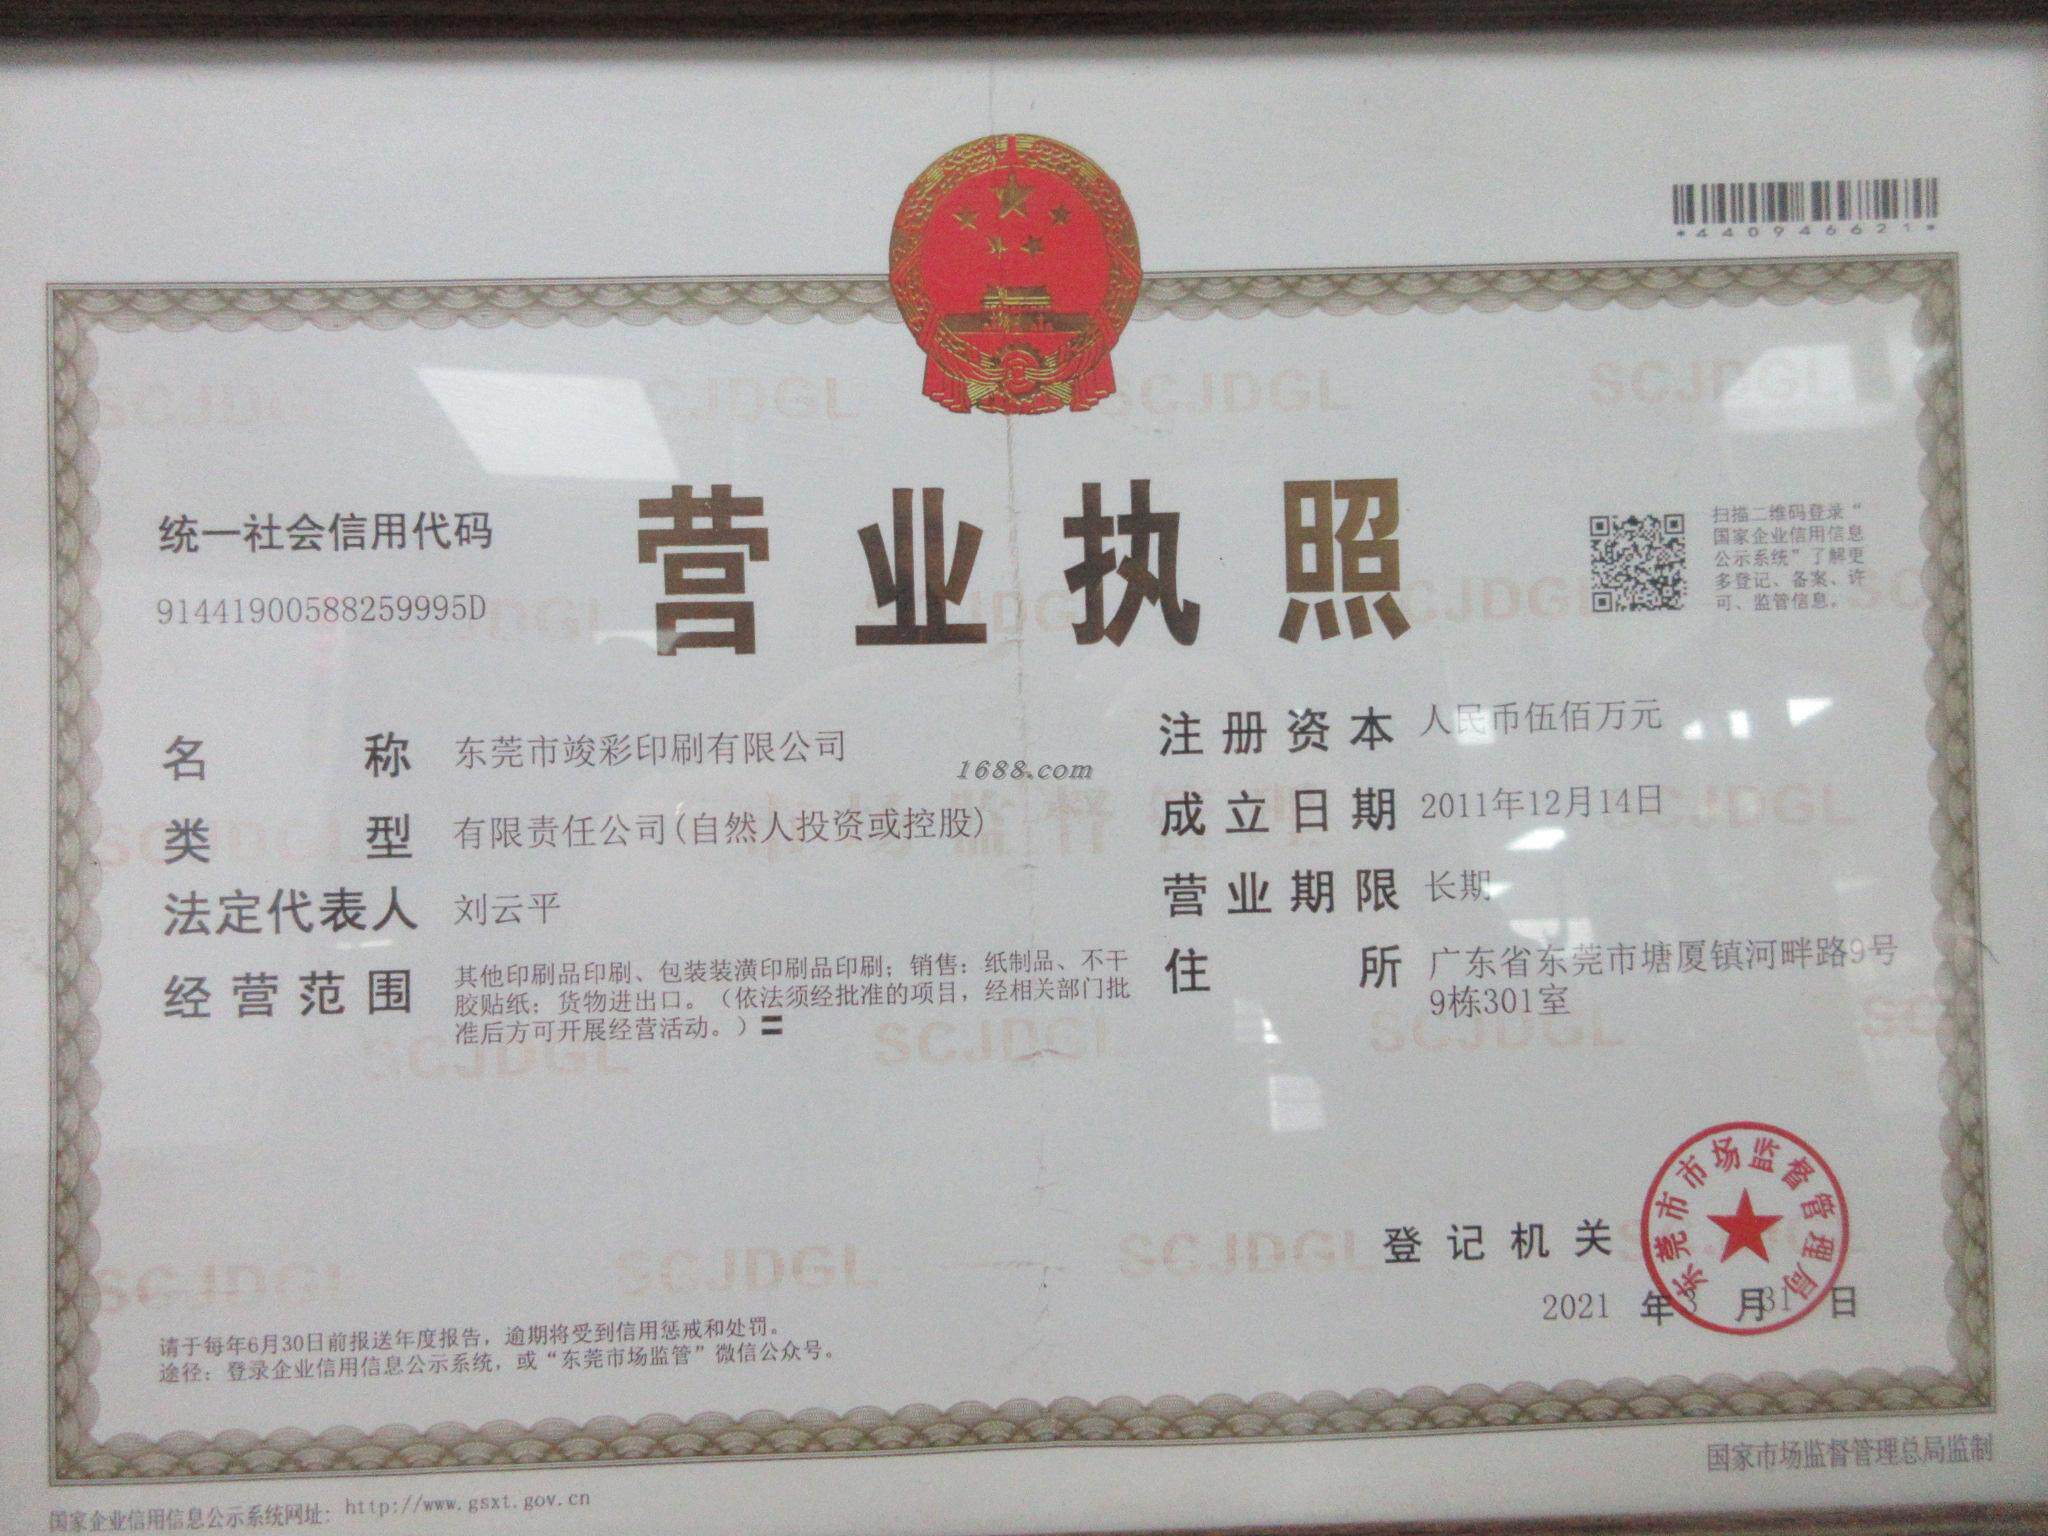 *440946621*
营业执照
统一社会信用代码
91441900588259995D
扫描二维码登录“
国家企业信用信息
公示系统”了解更
多登记、备案、许
可、监管信息。
名称 东莞市竣彩印刷有限公司
类型 有限责任公司(自然人投资或控股)
法定代表人 刘云平
经营范围 其他印刷品印刷、包装装潢印刷品印刷；销售：纸制品、不干
胶贴纸；货物进出口。（依法须经批准的项目，经相关部门批
准后方可开展经营活动。）〓
1688.com
注册资本 人民币伍佰万元
成立日期 2011年12月14日
营业期限 长期
住所 广东省东莞市塘厦镇河畔路9号
9栋301室
登记机关
东莞市市场监督管理局
2021 年 3 月 31 日
请于每年6月30日前报送年度报告，逾期将受到信用惩戒和处罚。
途径：登录企业信用信息公示系统，或“东莞市场监管”微信公众号。
国家企业信用信息公示系统网址：http://www.gsxt.gov.cn
国家市场监督管理总局监制
SCJDGL